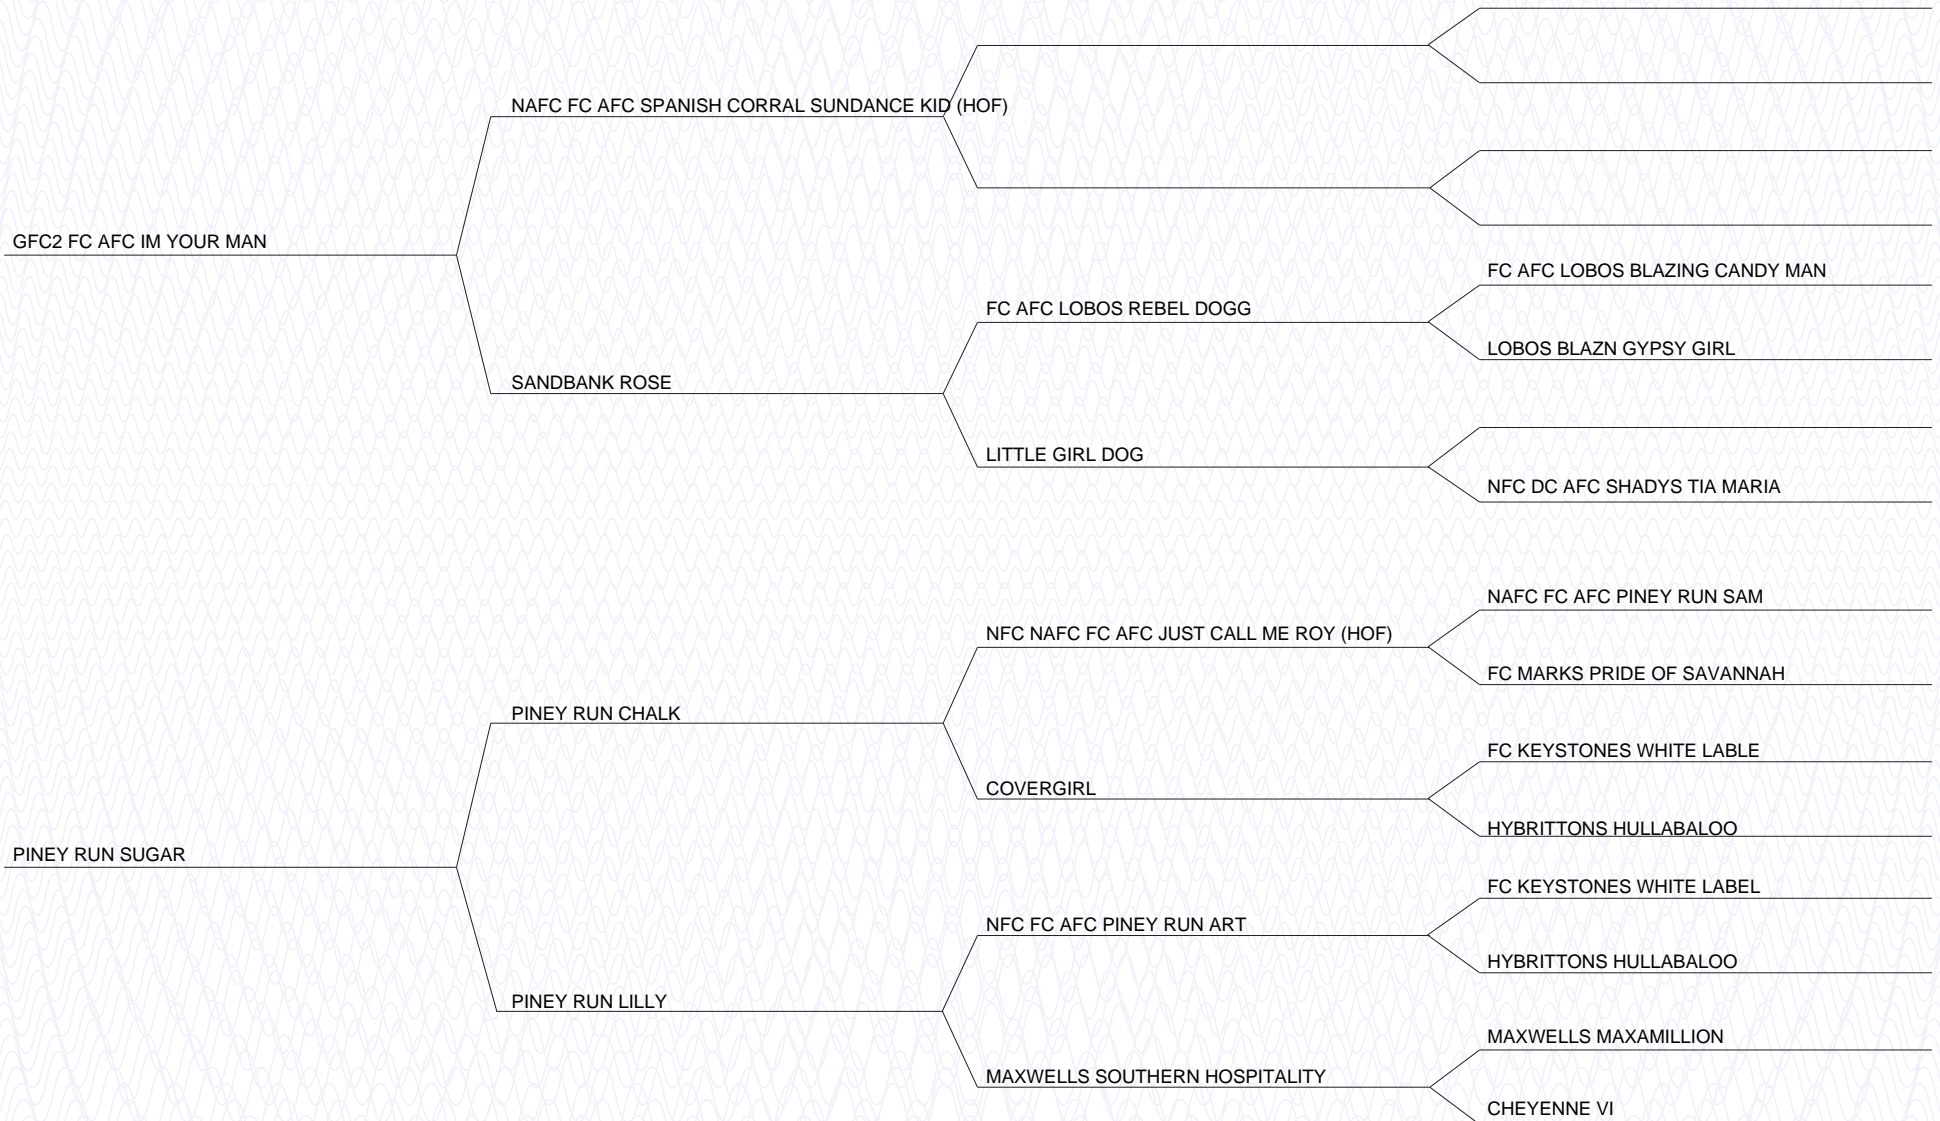 NAFC FC AFC SPANISH CORRAL SUNDANCE KID (HOF)
GFC2 FC AFC IM YOUR MAN
FC AFC LOBOS BLAZING CANDY MAN
FC AFC LOBOS REBEL DOGG
LOBOS BLAZN GYPSY GIRL
SANDBANK ROSE
LITTLE GIRL DOG
NFC DC AFC SHADYS TIA MARIA
NAFC FC AFC PINEY RUN SAM
NFC NAFC FC AFC JUST CALL ME ROY (HOF)
FC MARKS PRIDE OF SAVANNAH
PINEY RUN CHALK
FC KEYSTONES WHITE LABLE
COVERGIRL
HYBRITTONS HULLABALOO
PINEY RUN SUGAR
FC KEYSTONES WHITE LABEL
NFC FC AFC PINEY RUN ART
HYBRITTONS HULLABALOO
PINEY RUN LILLY
MAXWELLS MAXAMILLION
MAXWELLS SOUTHERN HOSPITALITY
CHEYENNE VI